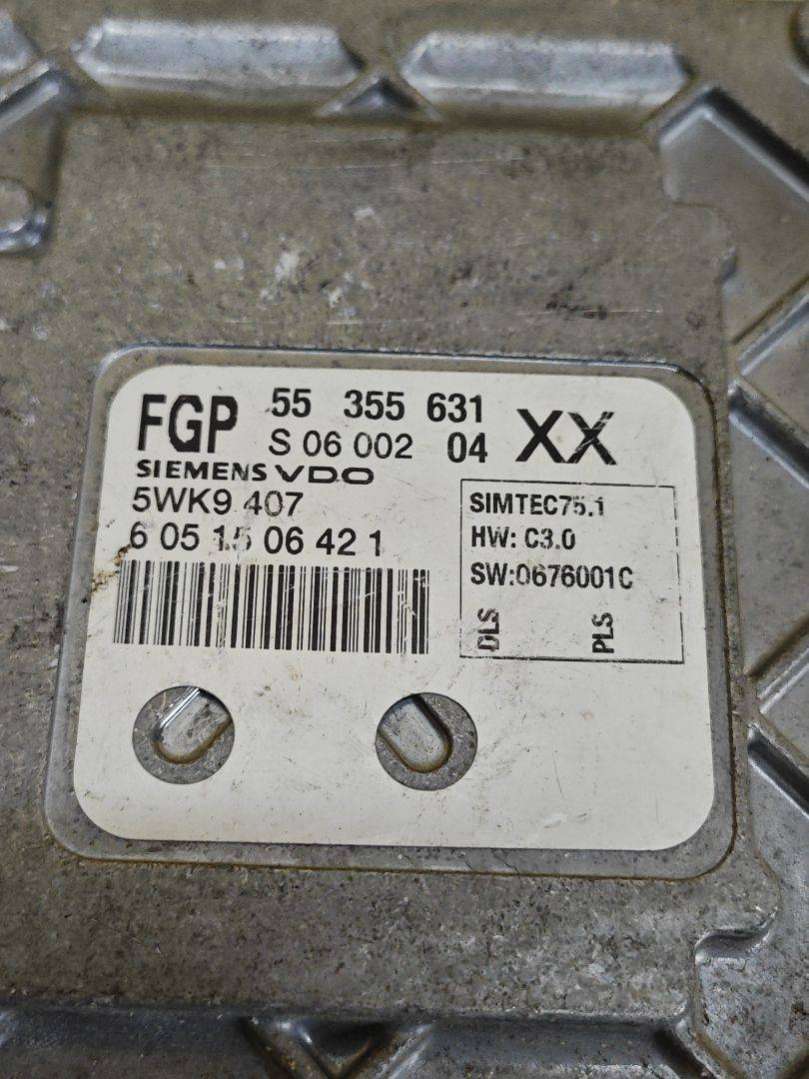 FGP 55 355 631 XX
S 06 002 04
SIEMENS VDO
5WK9 407
6 05 15 06 42 1
SIMTEC75.1
HW: C3.0
SW:0676001C
DLS PLS